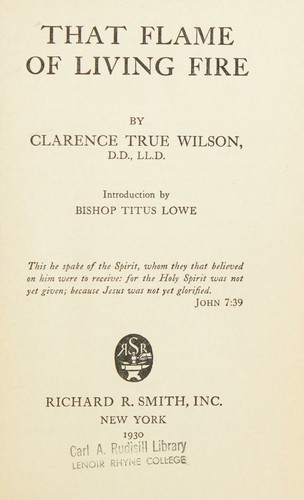 THAT FLAME
OF LIVING FIRE
BY
CLARENCE TRUE WILSON,
D.D., LL.D.
Introduction by
BISHOP TITUS LOWE
This he spake of the Spirit, whom they that believed
on him were to receive: for the Holy Spirit was not
yet given; because Jesus was not yet glorified.
JOHN 7:39
RSR
RICHARD R. SMITH, INC.
NEW YORK
1930
Carl A. Rudisill Library
LENOIR RHYNE COLLEGE